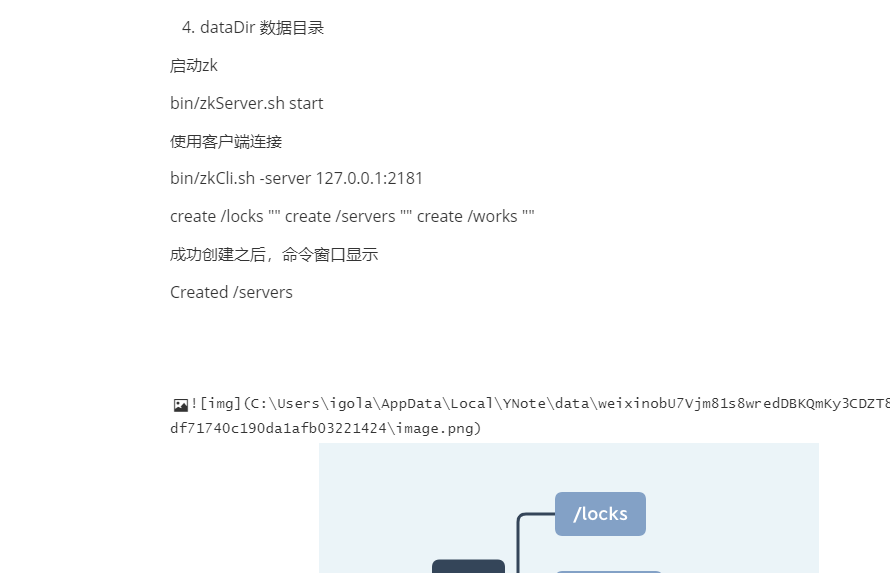 4. dataDir 数据目录
启动zk
bin/zkServer.sh start
使用客户端连接
bin/zkCli.sh -server 127.0.0.1:2181
create /locks "" create /servers "" create /works ""
成功创建之后，命令窗口显示
Created /servers
![img](C:\Users\igola\AppData\Local\YNote\data\weixinobU7Vjm81s8wredDBKQmKy3CDZT8
df71740c190da1afb03221424\image.png)
/locks